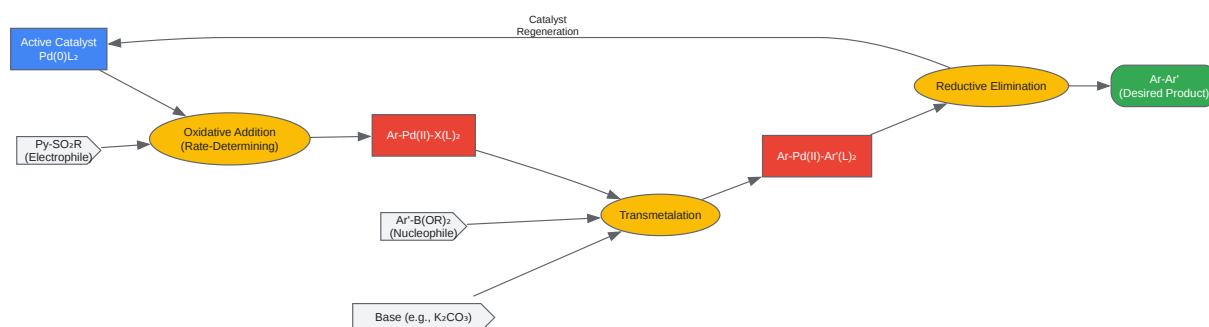 Catalyst
Regeneration
Active Catalyst
Pd(0)L₂
Reductive Elimination
Ar-Ar'
(Desired Product)
Oxidative Addition
(Rate-Determining)
Ar-Pd(II)-X(L)₂
Py-SO₂R
(Electrophile)
Ar-Pd(II)-Ar'(L)₂
Ar'-B(OR)₂
(Nucleophile)
Transmetalation
Base (e.g., K₂CO₃)